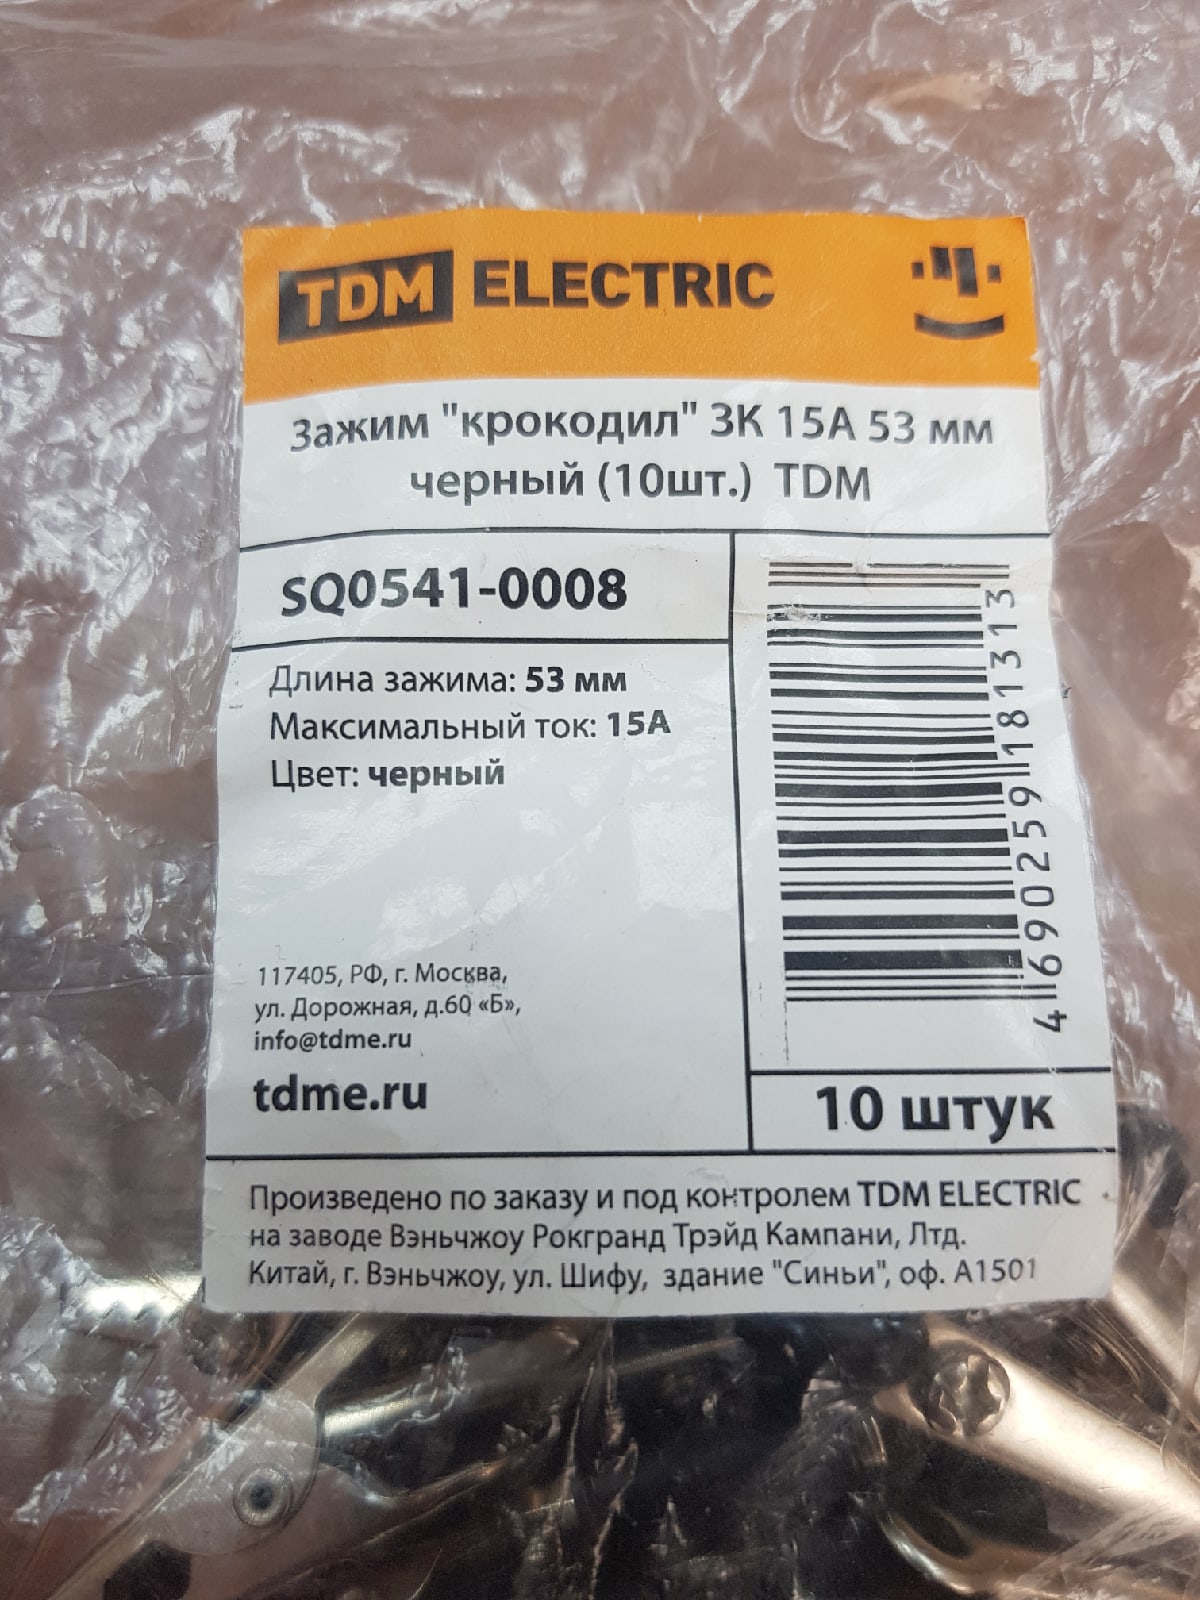 TDM ELECTRIC
Зажим "крокодил" ЗК 15А 53 мм
черный (10шт.) TDM
SQ0541-0008
Длина зажима: 53 мм
Максимальный ток: 15А
Цвет: черный
4690259181313
117405, РФ, г. Москва,
ул. Дорожная, д.60 «Б»,
info@tdme.ru
tdme.ru
10 штук
Произведено по заказу и под контролем TDM ELECTRIC
на заводе Вэньчжоу Рокгранд Трэйд Кампани, Лтд.
Китай, г. Вэньчжоу, ул. Шифу, здание "Синьи", оф. А1501